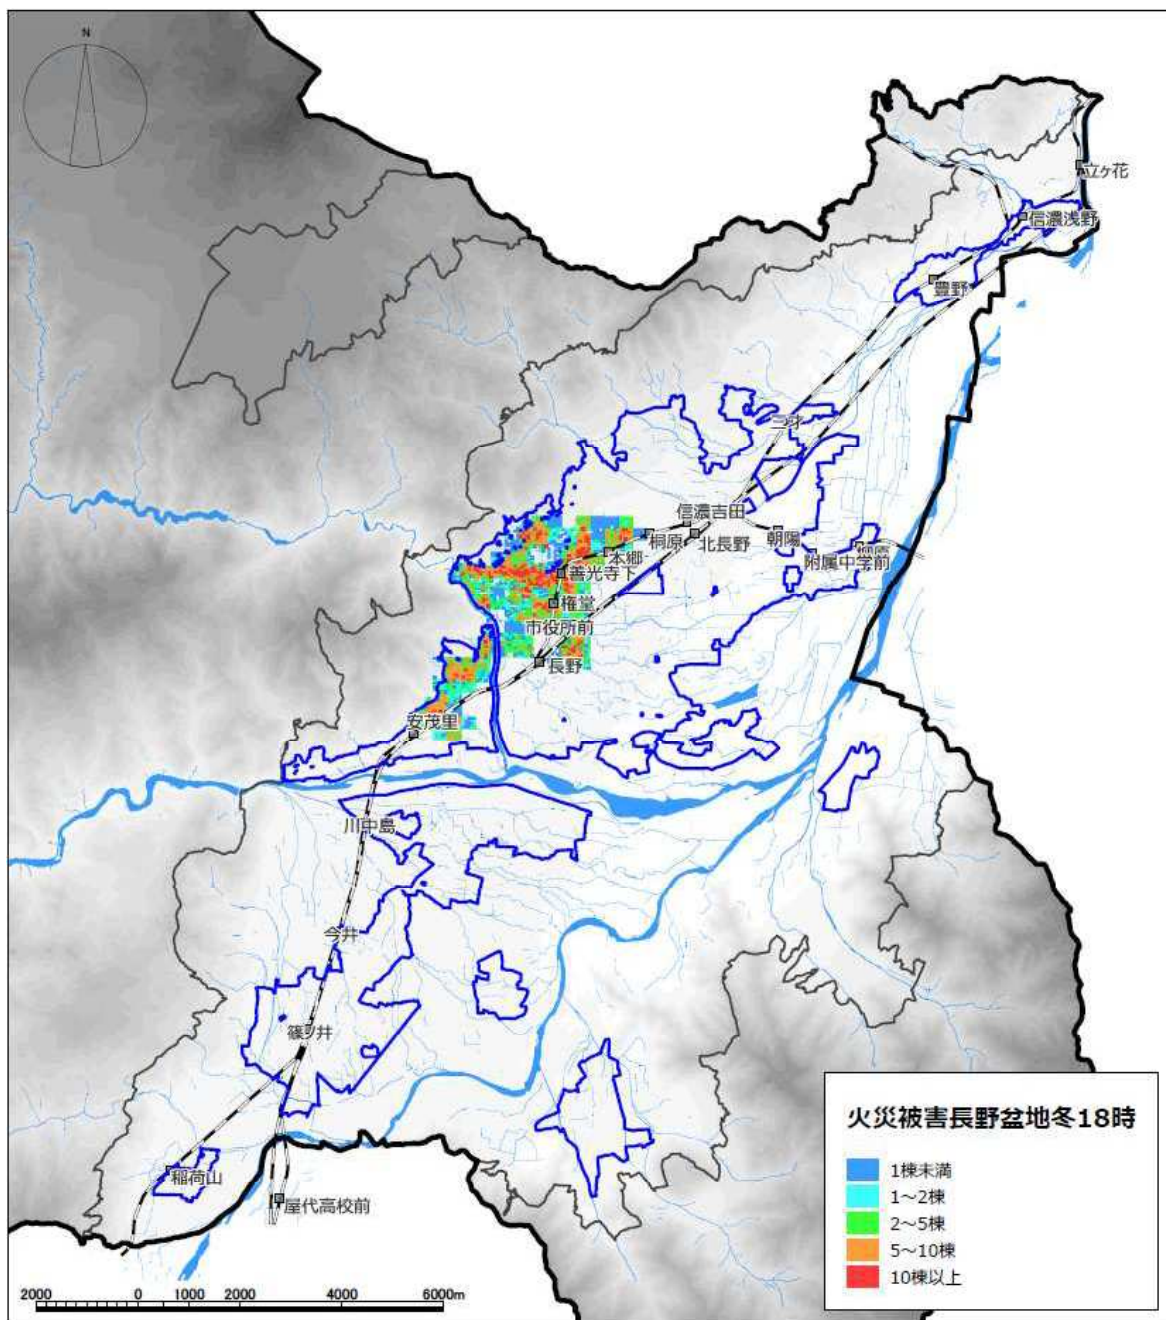 N
立ヶ花
信濃浅野
豊野
三才
信濃吉田
桐原
北長野
朝陽
本郷
附属中学前
善光寺下
権堂
市役所前
長野
安茂里
川中島
今井
篠ノ井
稲荷山
屋代高校前
火災被害長野盆地冬18時
1棟未満
1～2棟
2～5棟
5～10棟
10棟以上
2000 0 1000 2000 4000 6000m